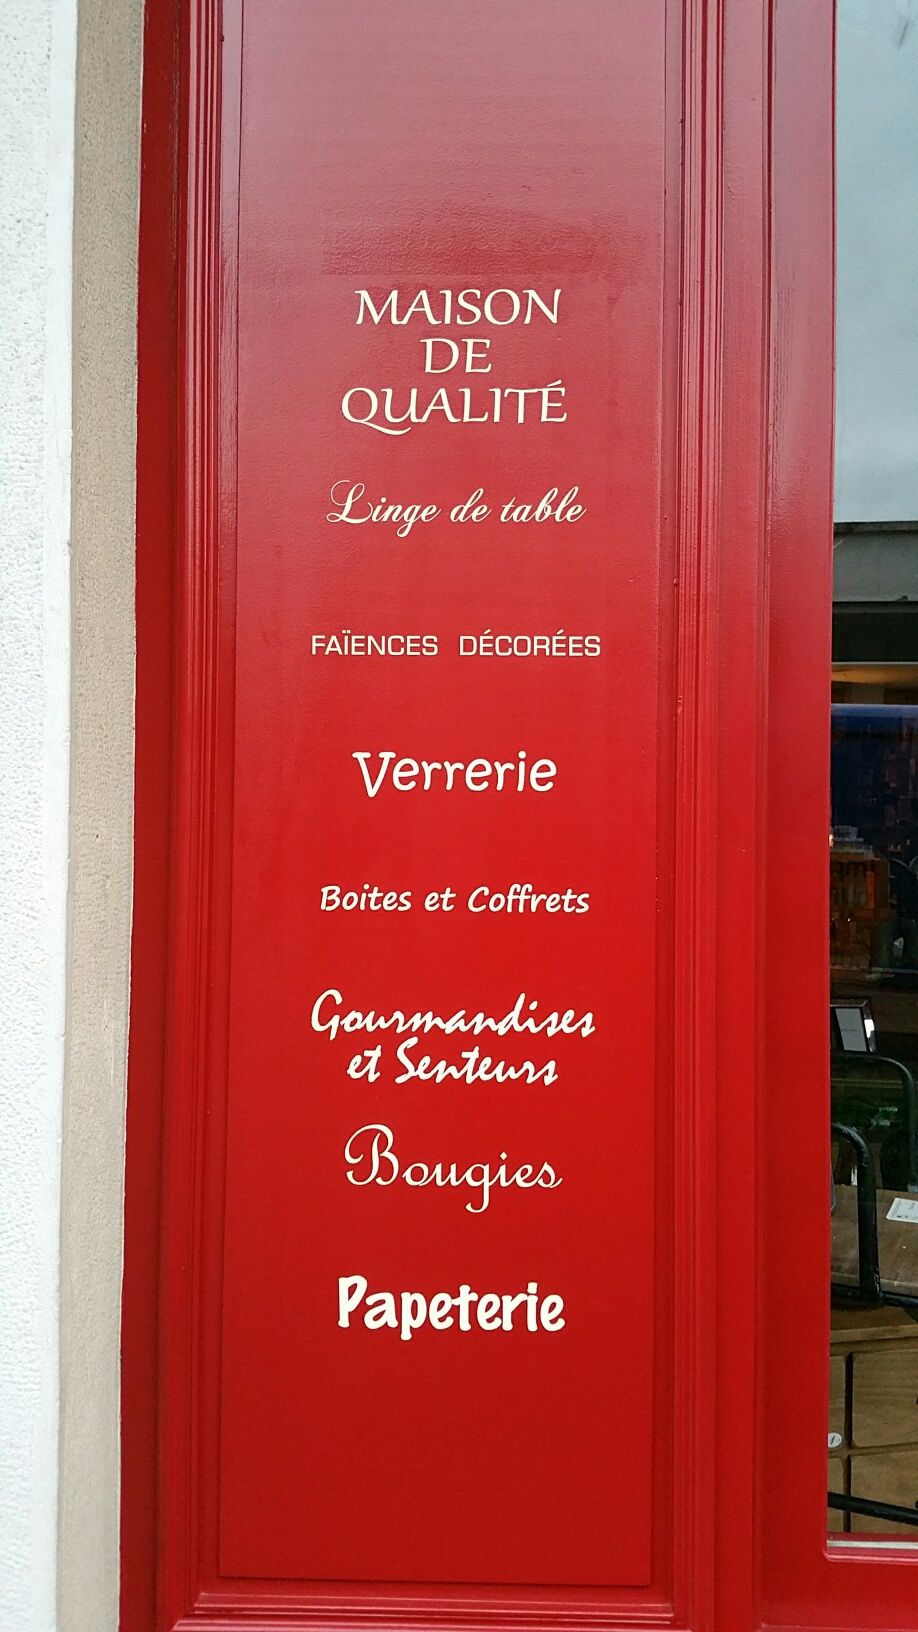 MAISON
DE
QUALITÉ
Linge de table
FAÏENCES DÉCORÉES
Verrerie
Boites et Coffrets
Gourmandises
et Senteurs
Bougies
Papeterie